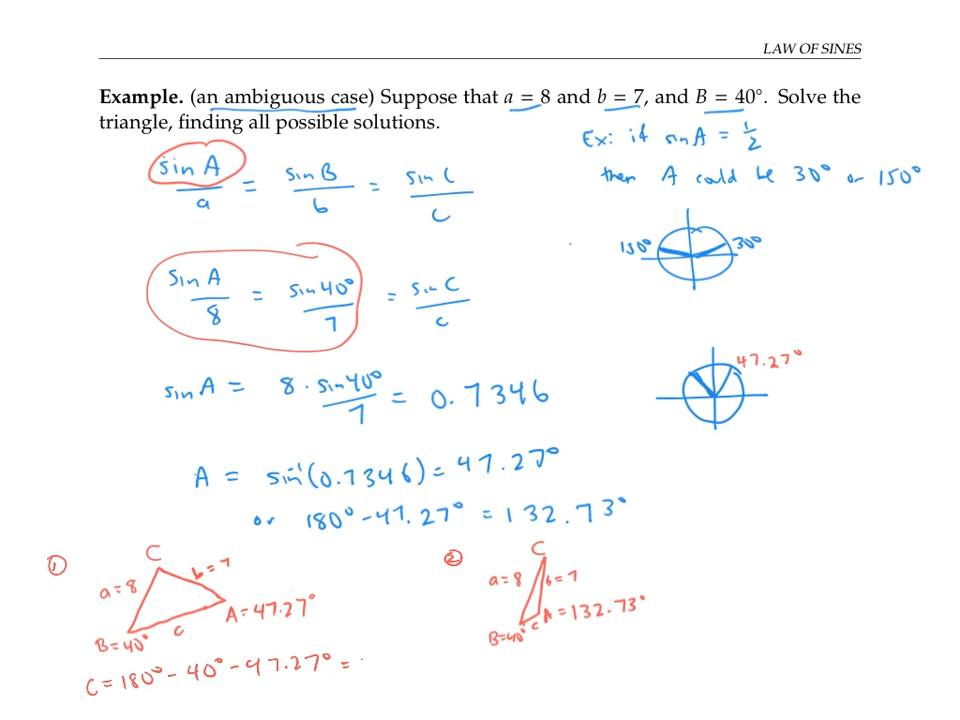 LAW OF SINES
Example. (an ambiguous case) Suppose that a = 8 and b = 7, and B = 40°. Solve the
triangle, finding all possible solutions.
Ex: if sin A = 1/2
then A could be 30° or 150°
sin A / a = sin B / b = sin C / c
150° 30°
sin A / 8 = sin 40° / 7 = sin C / c
47.27°
sin A = 8 · sin 40° / 7 = 0.7346
A = sin⁻¹(0.7346) = 47.27°
or 180° - 47.27° = 132.73°
① C
a = 8 b = 7
A = 47.27°
B = 40° c
C = 180° - 40° - 47.27° =
② C
a = 8 b = 7
A = 132.73°
B = 40° c